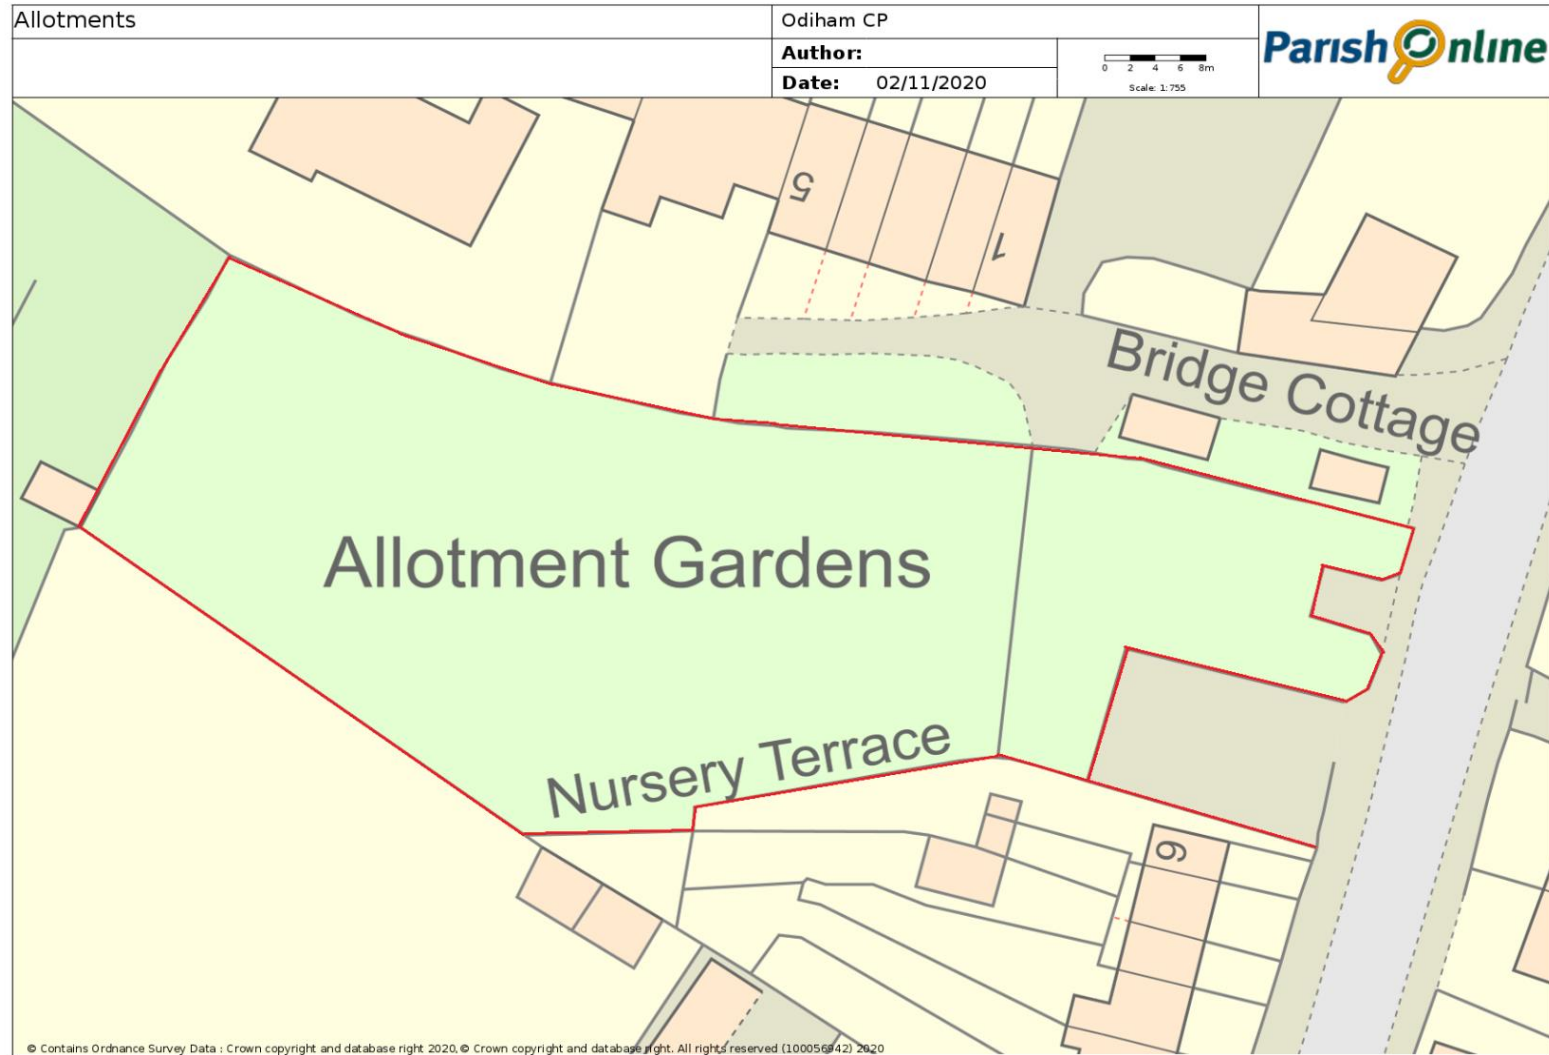 Allotments
Odiham CP
Author:
Date: 02/11/2020
0 2 4 6 8m
Scale: 1:755
Parish Online
5
1
Bridge Cottage
Allotment Gardens
Nursery Terrace
6
© Contains Ordnance Survey Data : Crown copyright and database right 2020, © Crown copyright and database right. All rights reserved (100056942) 2020